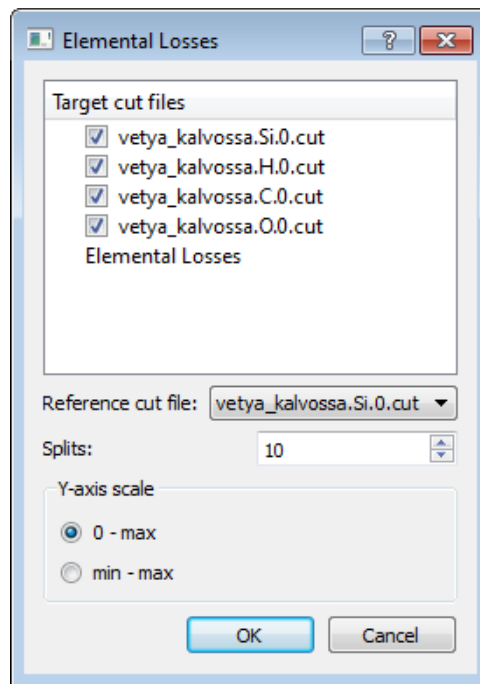 Elemental Losses
Target cut files
vetya_kalvossa.Si.0.cut
vetya_kalvossa.H.0.cut
vetya_kalvossa.C.0.cut
vetya_kalvossa.O.0.cut
Elemental Losses
Reference cut file: vetya_kalvossa.Si.0.cut
Splits: 10
Y-axis scale
0 - max
min - max
OK Cancel